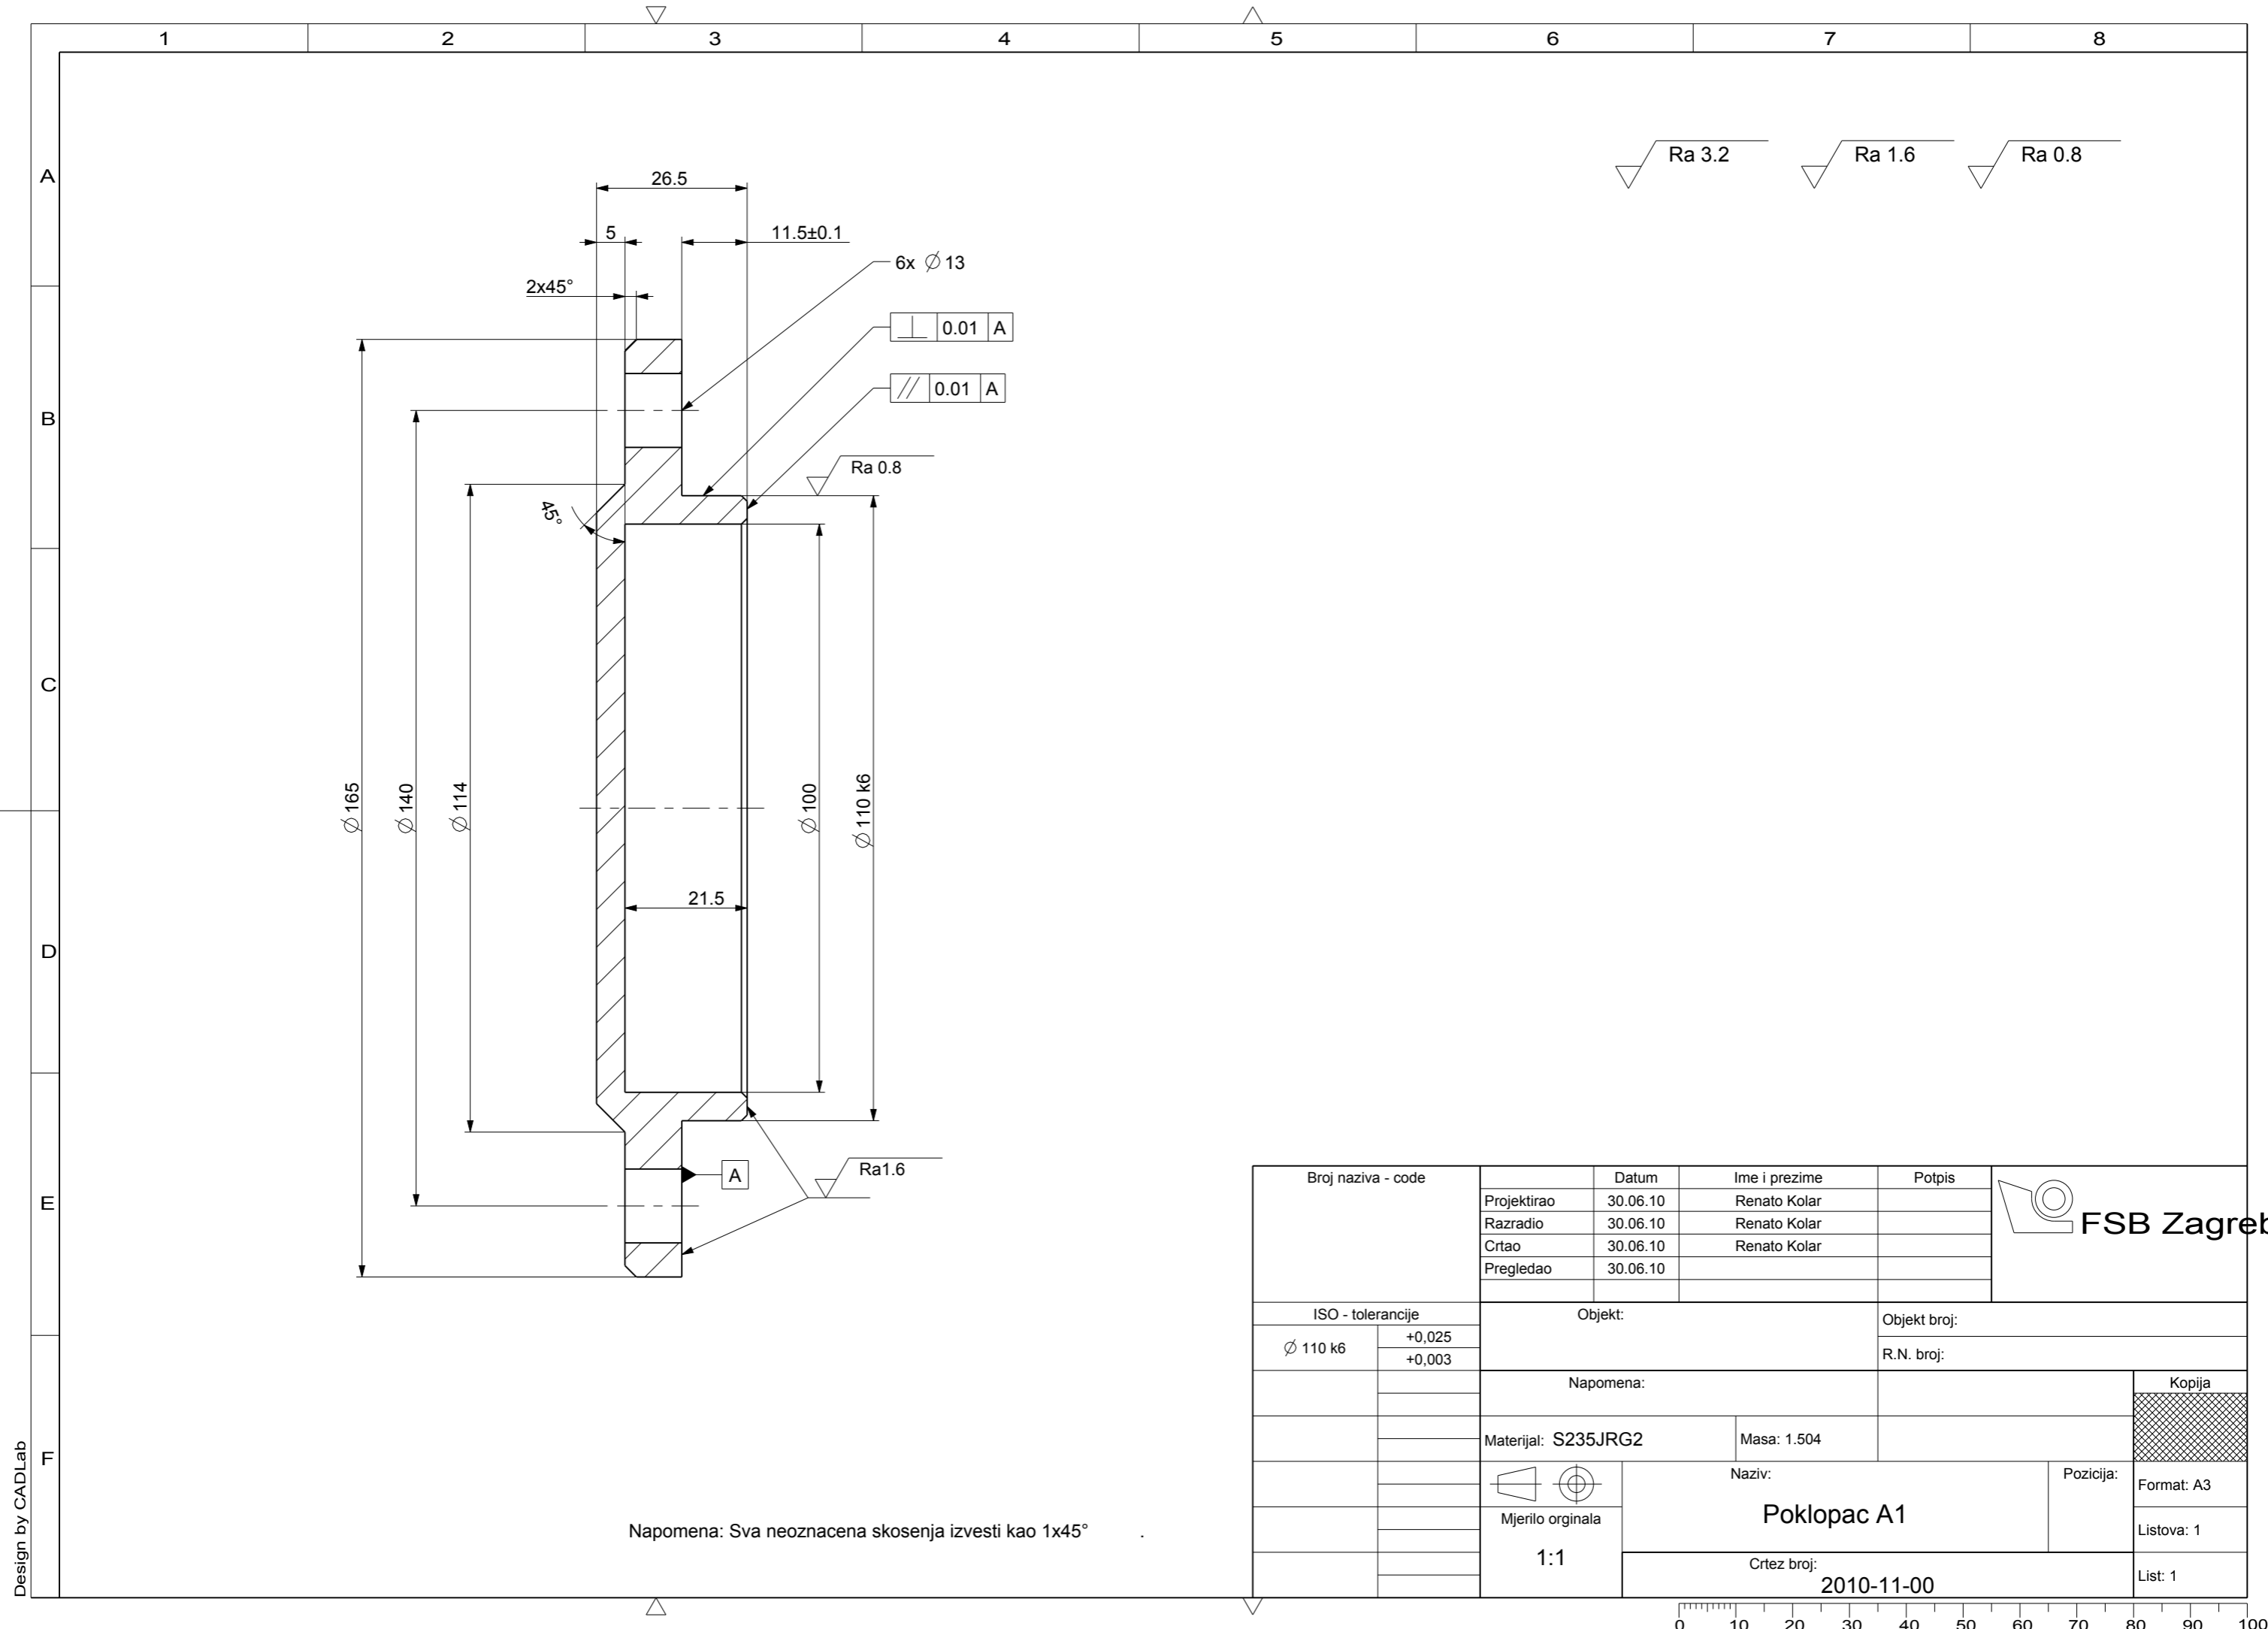 1 2 3 4 5 6 7 8
A
B
C
D
E
F
Ra 3.2 Ra 1.6 Ra 0.8
26.5
5
11.5±0.1
6x ∅13
2x45°
⊥ 0.01 A
// 0.01 A
Ra 0.8
45°
∅165
∅140
∅114
∅100
∅110 k6
21.5
A
Ra1.6
Napomena: Sva neoznacena skosenja izvesti kao 1x45° .
Design by CADLab
Broj naziva - code
Datum Ime i prezime Potpis
Projektirao 30.06.10 Renato Kolar
Razradio 30.06.10 Renato Kolar
Crtao 30.06.10 Renato Kolar
Pregledao 30.06.10
FSB Zagreb
ISO - tolerancije
∅ 110 k6 +0,025
+0,003
Objekt:
Objekt broj:
R.N. broj:
Napomena:
Kopija
Materijal: S235JRG2
Masa: 1.504
Naziv:
Poklopac A1
Pozicija:
Format: A3
Mjerilo orginala
1:1
Listova: 1
Crtez broj:
2010-11-00
List: 1
0 10 20 30 40 50 60 70 80 90 100